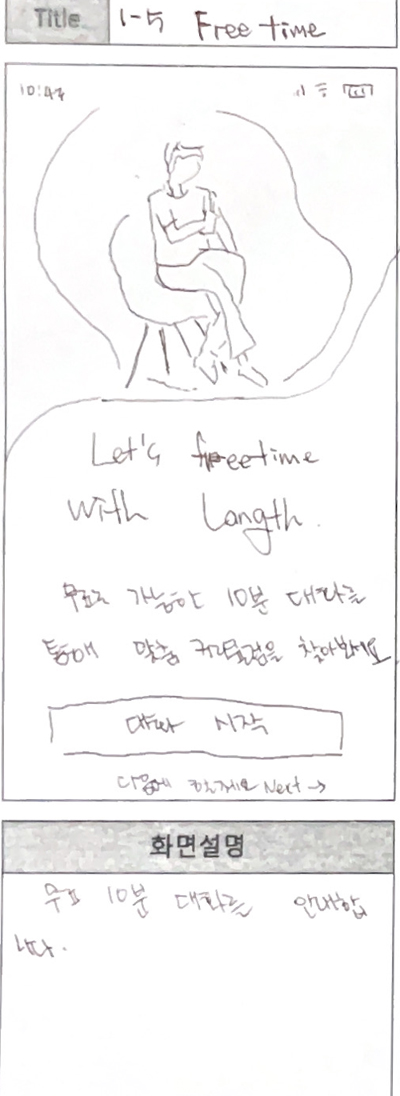 Title 1-5 Free time
10:47
Let's freetime
with Langth.
무료로 가능한 10분 대화를
통해 맞춤 커리큘럼을 찾아보세요
대화 시작
다음에 할게요 Next →
화면설명
무료 10분 대화를 안내합
니다.